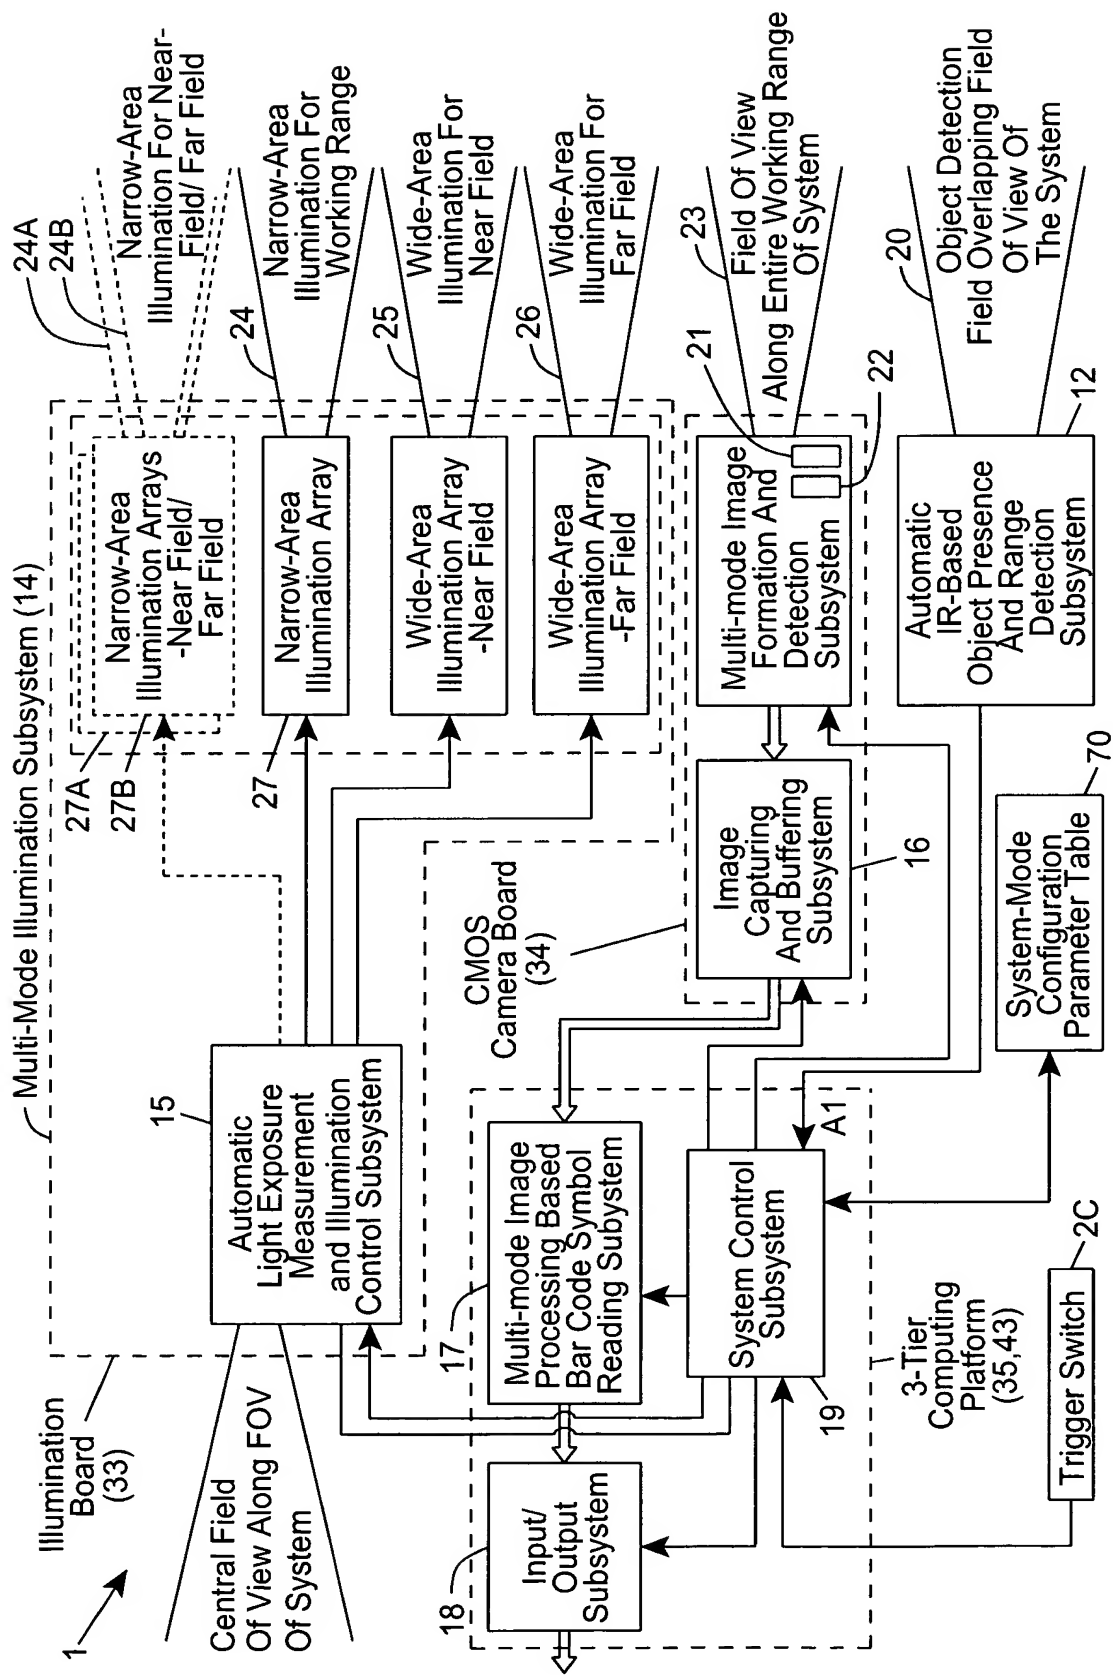 Multi-Mode Illumination Subsystem (14)
24A
24B
Narrow-Area
Illumination For Near-
Field/ Far Field
27A
27B
Narrow-Area
Illumination Arrays
-Near Field/
Far Field
15
Automatic
Light Exposure
Measurement
and Illumination
Control Subsystem
Illumination
Board
(33)
1
Central Field
Of View Along FOV
Of System
27
Narrow-Area
Illumination Array
24
Narrow-Area
Illumination For
Working Range
Wide-Area
Illumination Array
-Near Field
25
Wide-Area
Illumination For
Near Field
Wide-Area
Illumination Array
-Far Field
26
Wide-Area
Illumination For
Far Field
CMOS
Camera Board
(34)
Image
Capturing
And Buffering
Subsystem
16
Multi-mode Image
Formation And
Detection
Subsystem
21
22
23
Field Of View
Along Entire Working Range
Of System
17
Multi-mode Image
Processing Based
Bar Code Symbol
Reading Subystem
18
Input/
Output
Subsystem
System Control
Subsystem
19
A1
3-Tier
Computing
Platform
(35,43)
Automatic
IR-Based
Object Presence
And Range
Detection
Subsystem
12
20
Object Detection
Field Overlapping Field
Of View Of
The System
System-Mode
Configuration
Parameter Table
70
Trigger Switch
2C